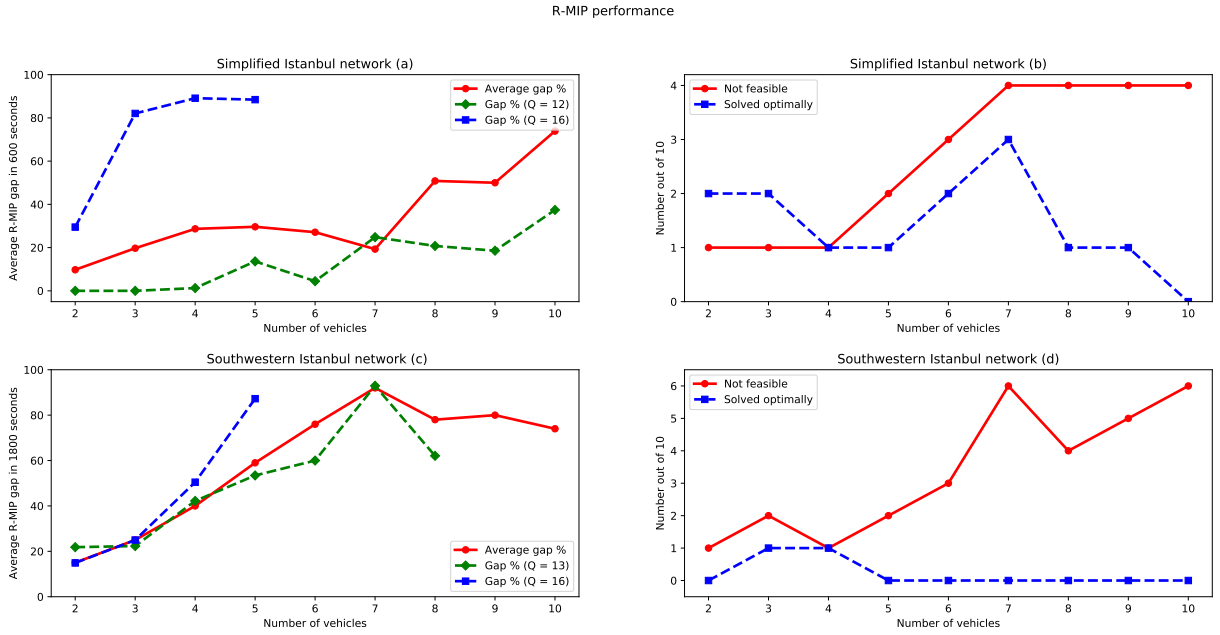 R-MIP performance
Simplified Istanbul network (a)
Average R-MIP gap in 600 seconds
100
80
60
40
20
0
Average gap %
Gap % (Q = 12)
Gap % (Q = 16)
2 3 4 5 6 7 8 9 10
Number of vehicles
Simplified Istanbul network (b)
Number out of 10
4
3
2
1
0
Not feasible
Solved optimally
2 3 4 5 6 7 8 9 10
Number of vehicles
Southwestern Istanbul network (c)
Average R-MIP gap in 1800 seconds
100
80
60
40
20
0
Average gap %
Gap % (Q = 13)
Gap % (Q = 16)
2 3 4 5 6 7 8 9 10
Number of vehicles
Southwestern Istanbul network (d)
Number out of 10
6
5
4
3
2
1
0
Not feasible
Solved optimally
2 3 4 5 6 7 8 9 10
Number of vehicles